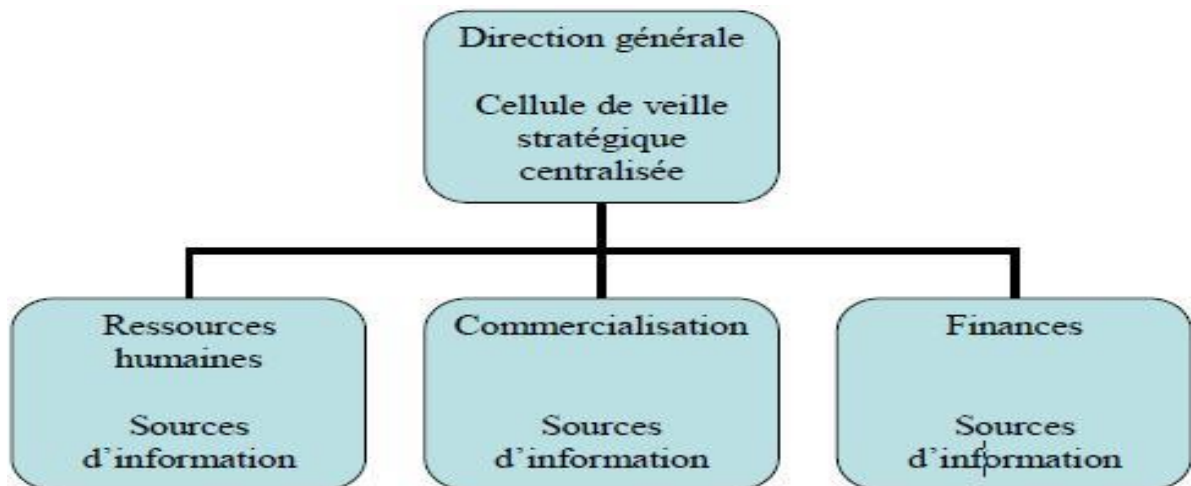 Direction générale
Cellule de veille
stratégique
centralisée
Ressources
humaines
Sources
d'information
Commercialisation
Sources
d'information
Finances
Sources
d'information